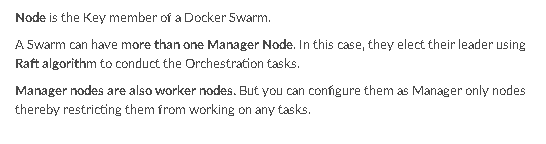 Node is the Key member of a Docker Swarm.
A Swarm can have more than one Manager Node. In this case, they elect their leader using
Raft algorithm to conduct the Orchestration tasks.
Manager nodes are also worker nodes. But you can configure them as Manager only nodes
thereby restricting them from working on any tasks.